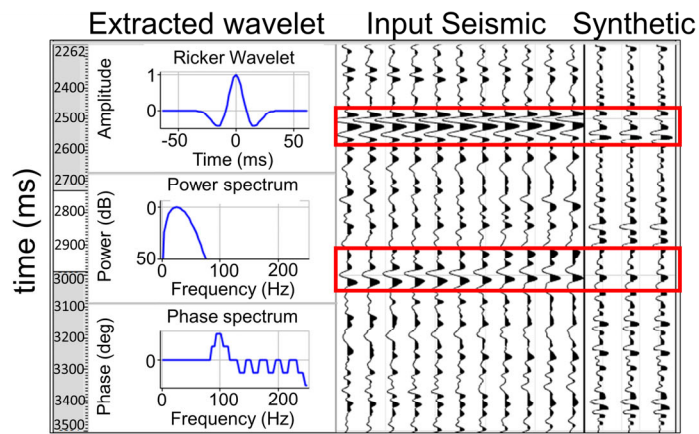 Extracted wavelet Input Seismic Synthetic
time (ms)
2262
2400
2500
2600
2700
2800
2900
3000
3100
3200
3300
3400
3500
Ricker Wavelet
Amplitude
1
0
-50 0 50
Time (ms)
Power spectrum
Power (dB)
0
50
0 100 200
Frequency (Hz)
Phase spectrum
Phase (deg)
0
0 100 200
Frequency (Hz)